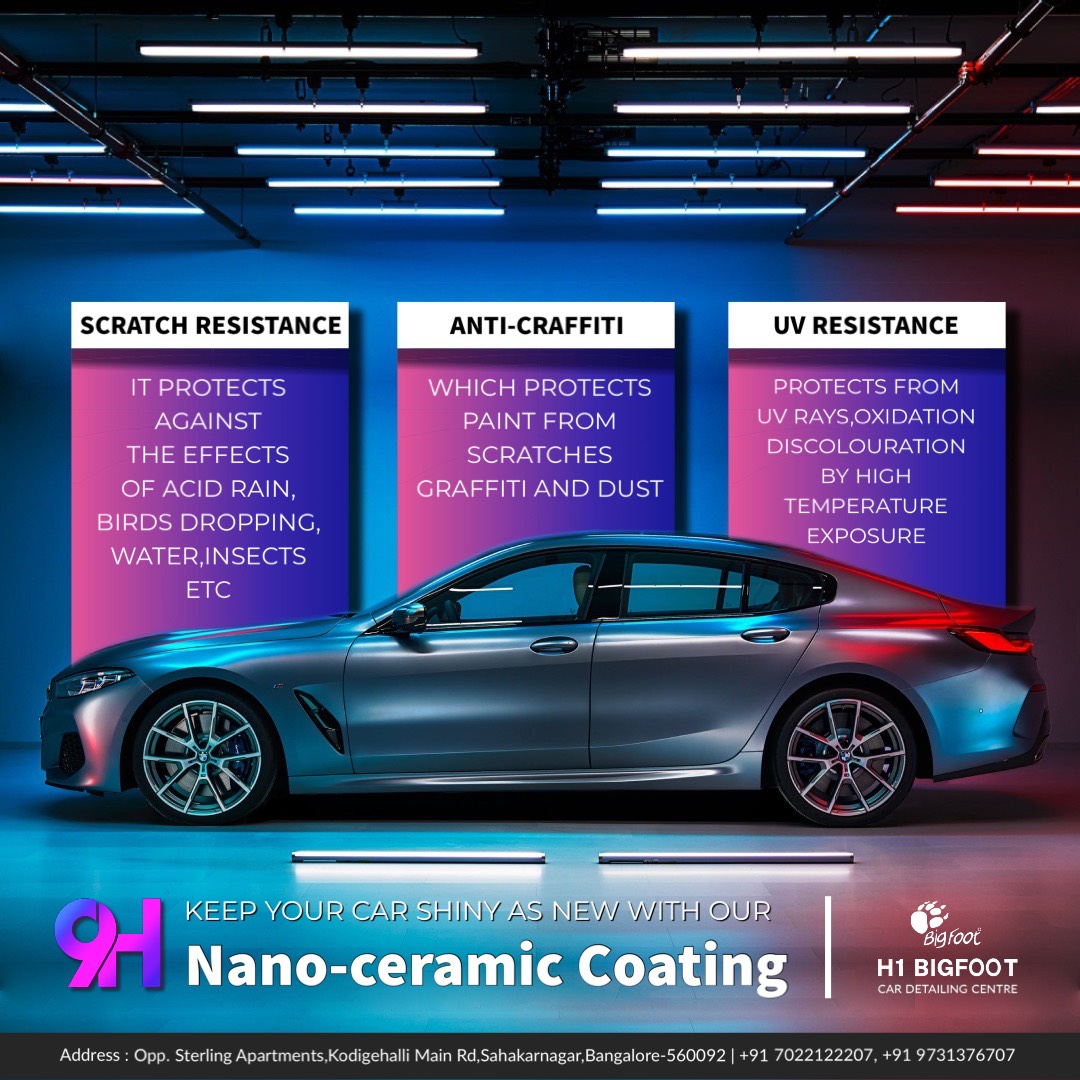 SCRATCH RESISTANCE
IT PROTECTS
AGAINST
THE EFFECTS
OF ACID RAIN,
BIRDS DROPPING,
WATER,INSECTS
ETC
ANTI-CRAFFITI
WHICH PROTECTS
PAINT FROM
SCRATCHES
GRAFFITI AND DUST
UV RESISTANCE
PROTECTS FROM
UV RAYS,OXIDATION
DISCOLOURATION
BY HIGH
TEMPERATURE
EXPOSURE
9H
KEEP YOUR CAR SHINY AS NEW WITH OUR
Nano-ceramic Coating
Bigfoot
H1 BIGFOOT
CAR DETAILING CENTRE
Address : Opp. Sterling Apartments,Kodigehalli Main Rd,Sahakarnagar,Bangalore-560092 | +91 7022122207, +91 9731376707